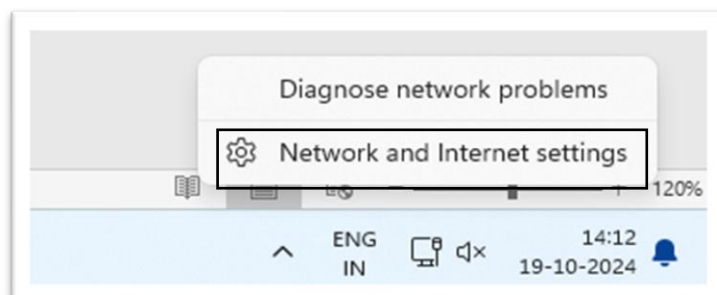 Diagnose network problems
Network and Internet settings
120%
ENG
IN
14:12
19-10-2024